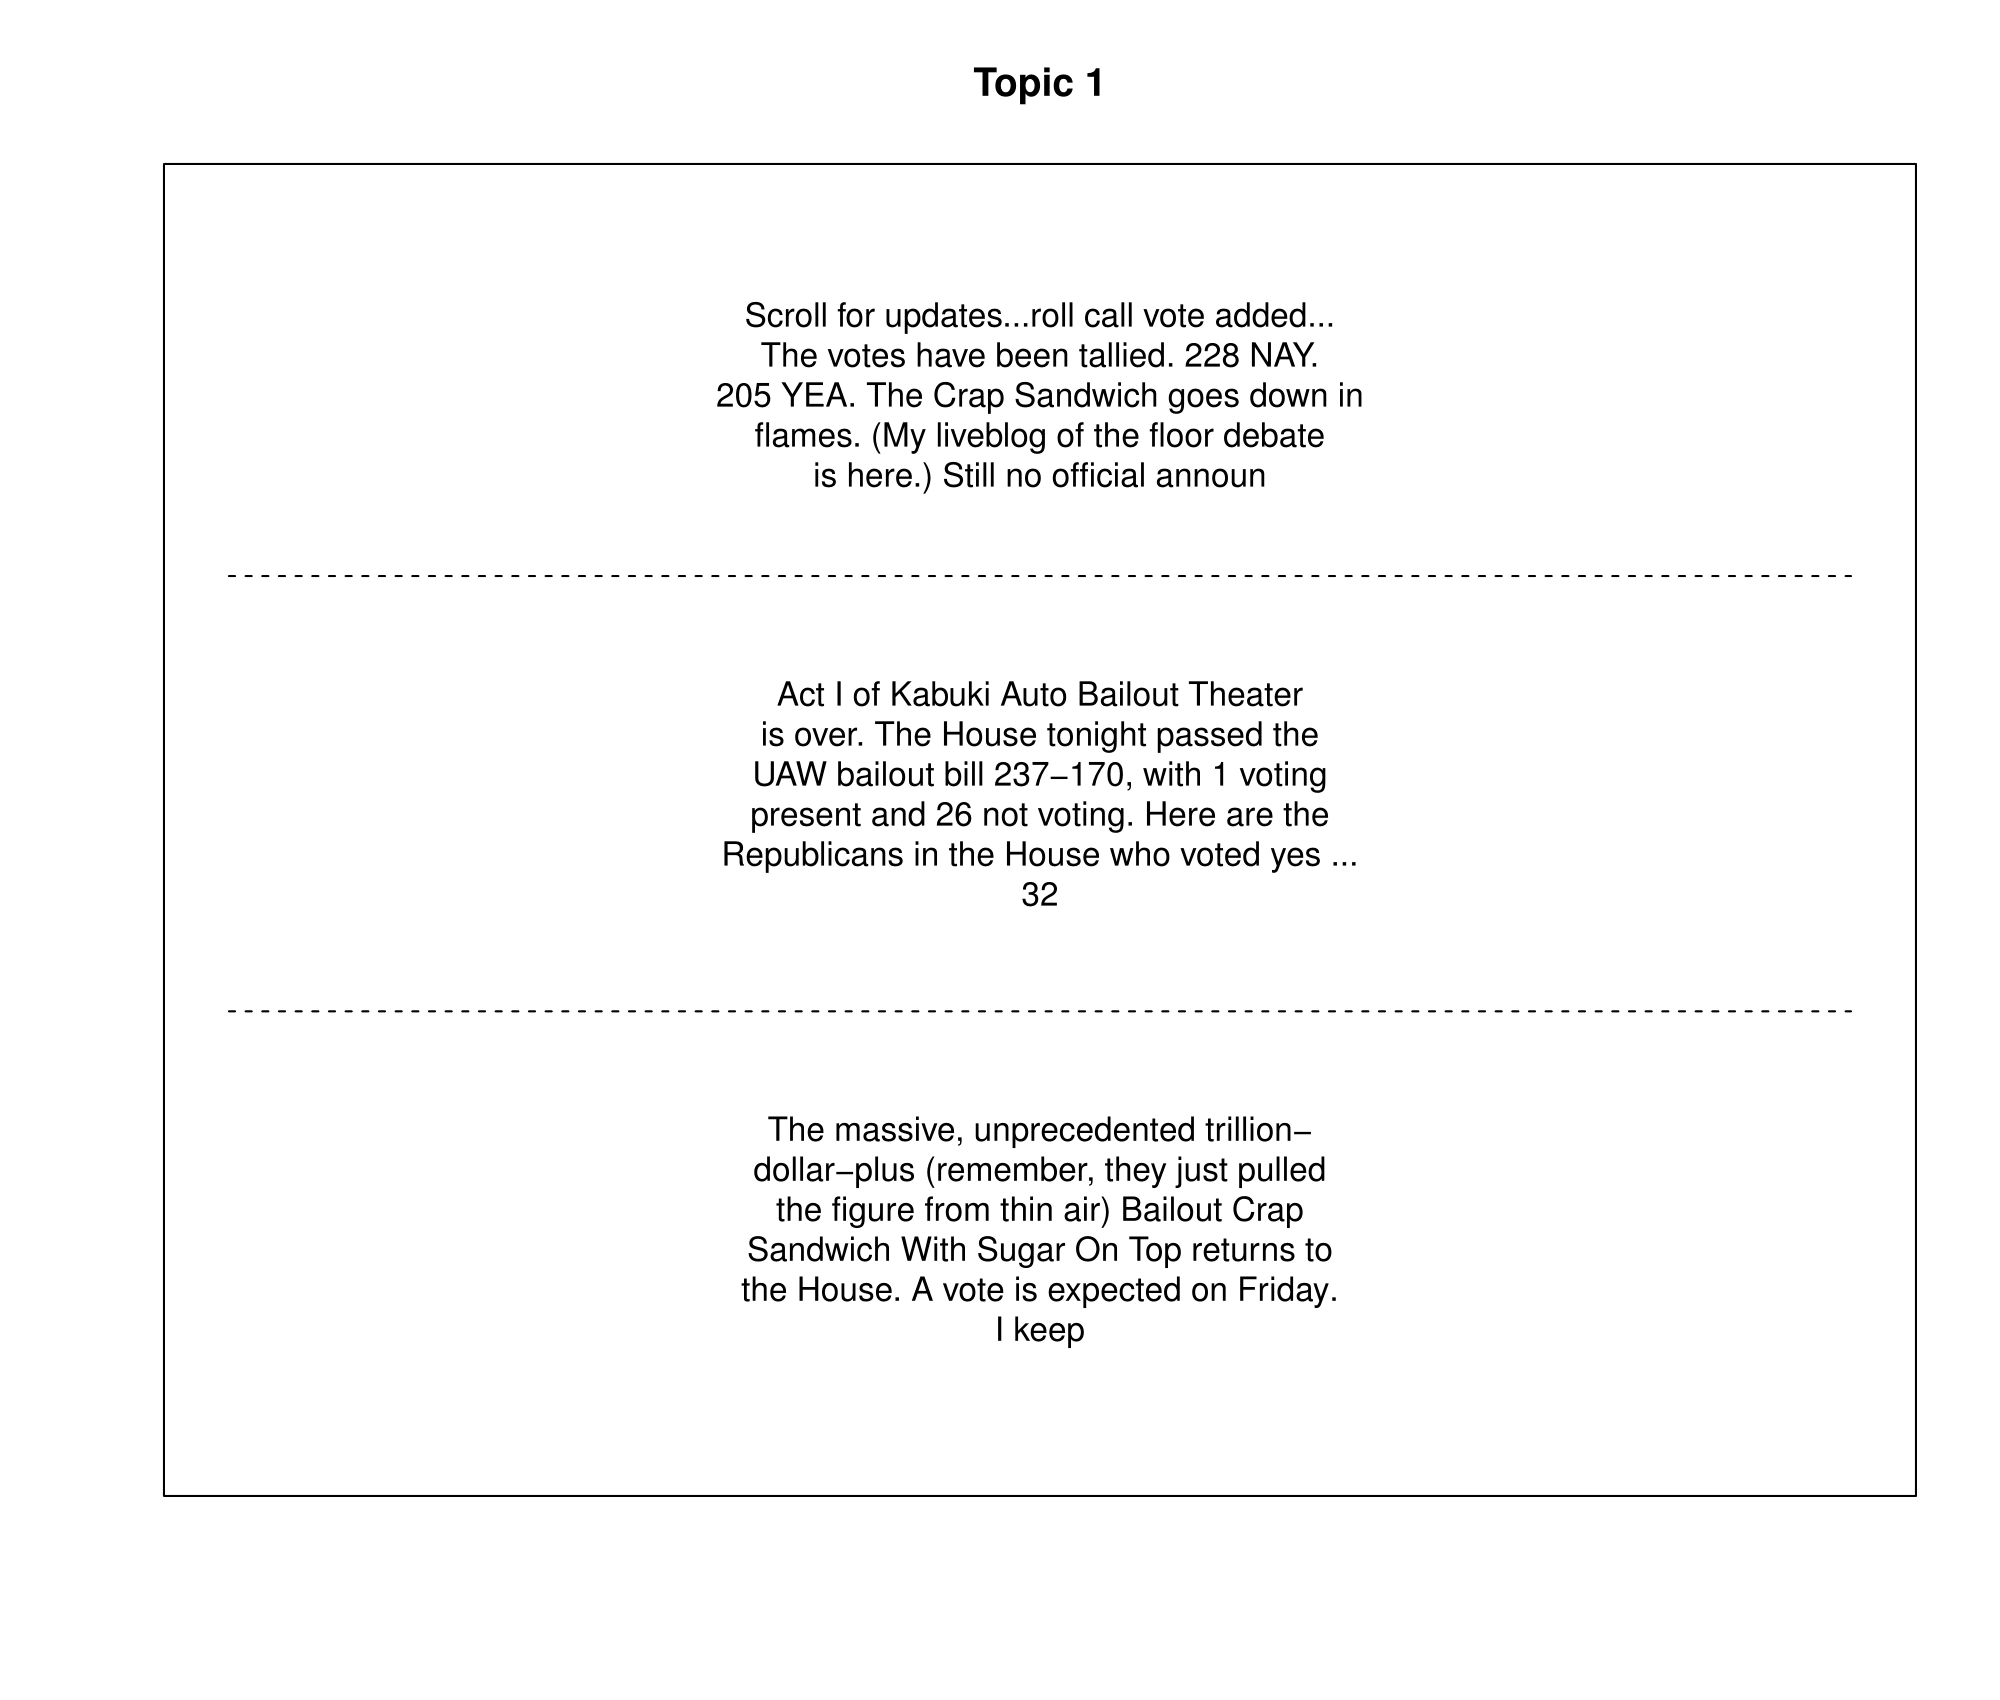 Topic 1
Scroll for updates...roll call vote added...
The votes have been tallied. 228 NAY.
205 YEA. The Crap Sandwich goes down in
flames. (My liveblog of the floor debate
is here.) Still no official announ
Act I of Kabuki Auto Bailout Theater
is over. The House tonight passed the
UAW bailout bill 237−170, with 1 voting
present and 26 not voting. Here are the
Republicans in the House who voted yes ...
32
The massive, unprecedented trillion−
dollar−plus (remember, they just pulled
the figure from thin air) Bailout Crap
Sandwich With Sugar On Top returns to
the House. A vote is expected on Friday.
I keep